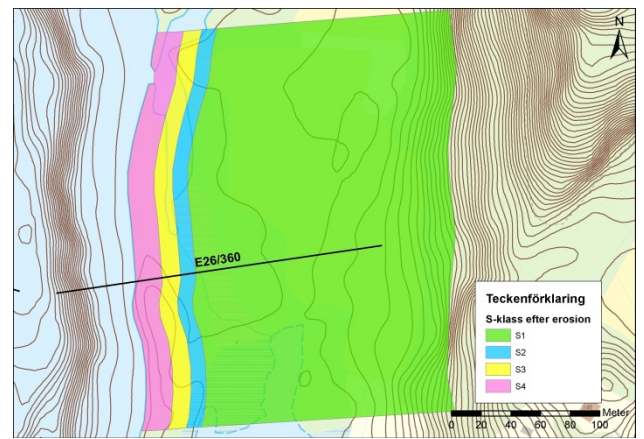 N
E26/360
Teckenförklaring
S-klass efter erosion
S1
S2
S3
S4
Meter
0 20 40 60 80 100